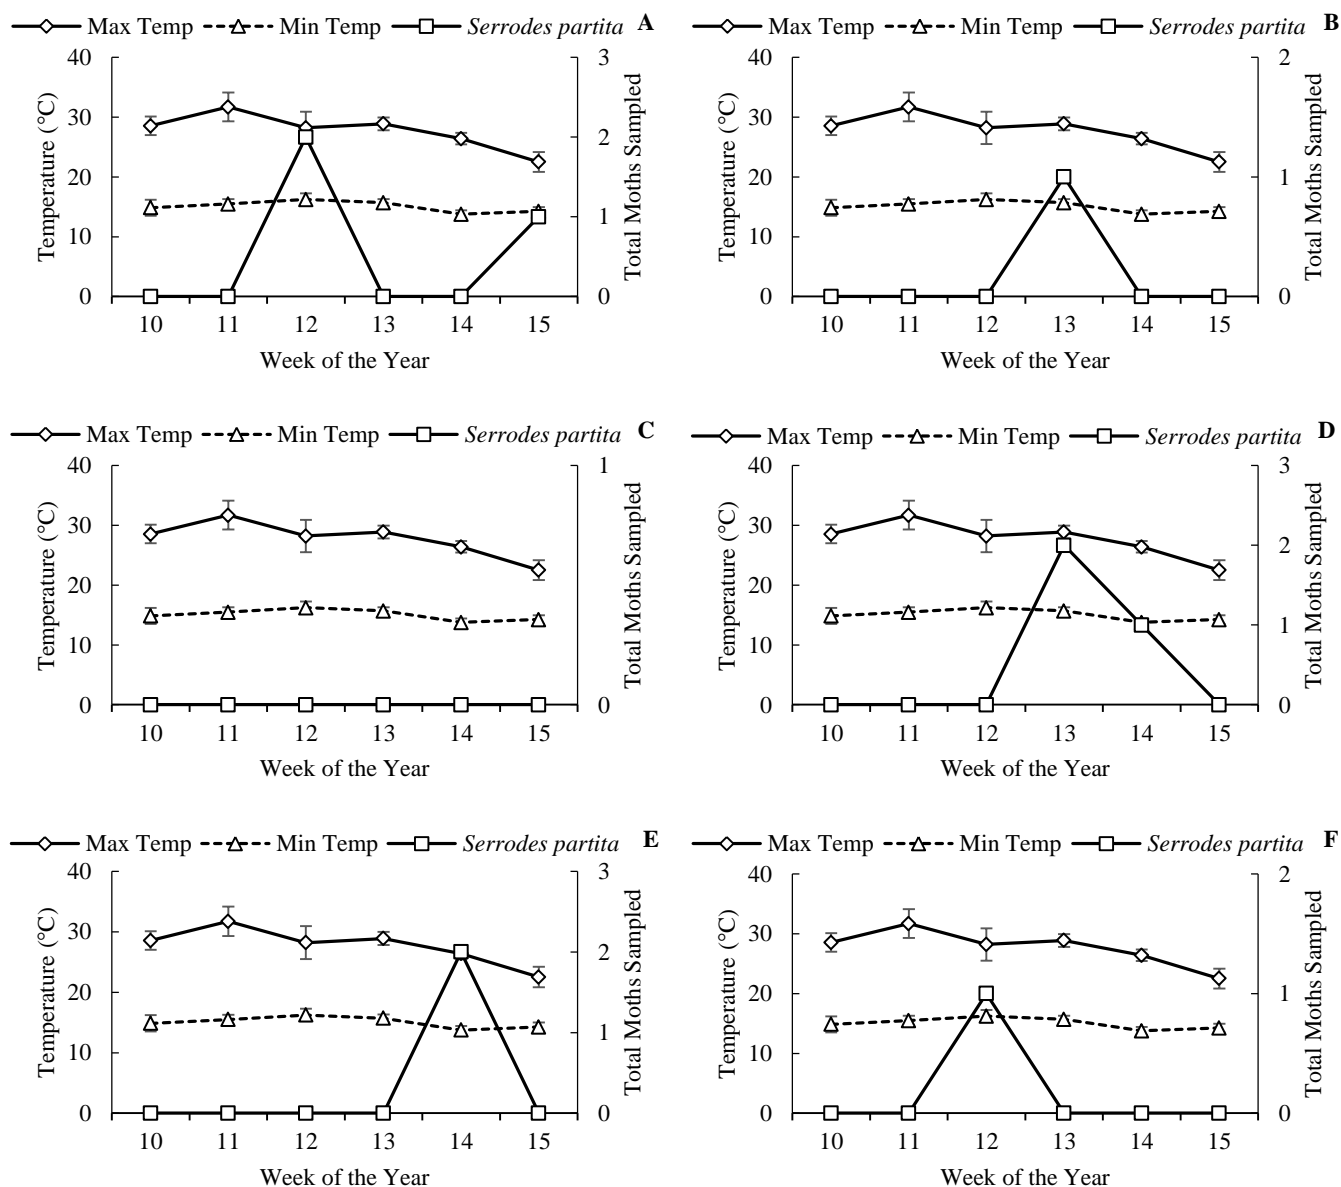 Max Temp Min Temp Serrodes partita A
Temperature (°C)
40
30
20
10
0
3
2
1
0
Total Moths Sampled
10 11 12 13 14 15
Week of the Year
Max Temp Min Temp Serrodes partita B
Temperature (°C)
40
30
20
10
0
2
1
0
Total Moths Sampled
10 11 12 13 14 15
Week of the Year
Max Temp Min Temp Serrodes partita C
Temperature (°C)
40
30
20
10
0
1
0
Total Moths Sampled
10 11 12 13 14 15
Week of the Year
Max Temp Min Temp Serrodes partita D
Temperature (°C)
40
30
20
10
0
3
2
1
0
Total Moths Sampled
10 11 12 13 14 15
Week of the Year
Max Temp Min Temp Serrodes partita E
Temperature (°C)
40
30
20
10
0
3
2
1
0
Total Moths Sampled
10 11 12 13 14 15
Week of the Year
Max Temp Min Temp Serrodes partita F
Temperature (°C)
40
30
20
10
0
2
1
0
Total Moths Sampled
10 11 12 13 14 15
Week of the Year